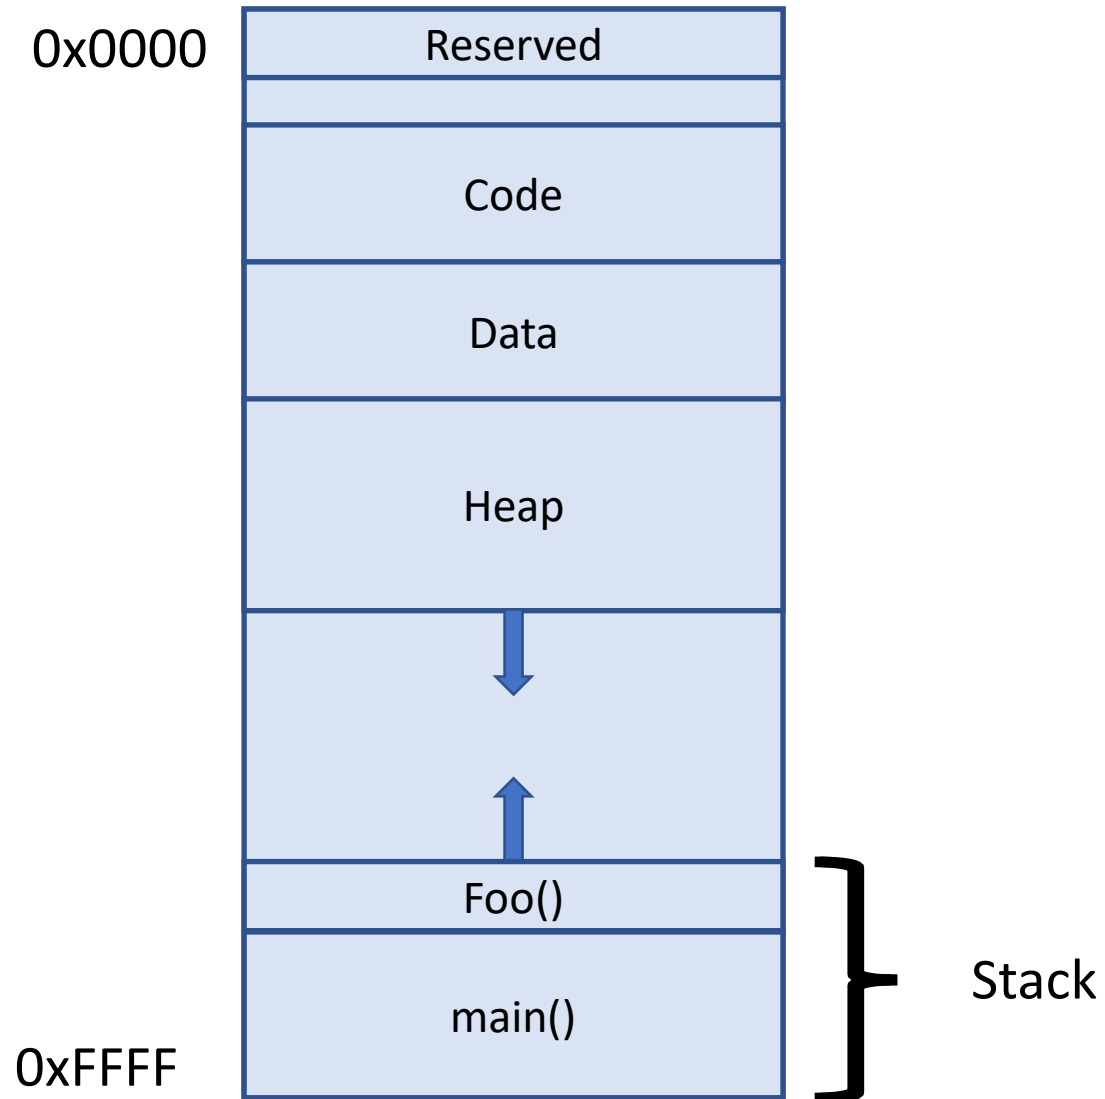 0x0000
Reserved
Code
Data
Heap
Foo()
Stack
main()
0xFFFF